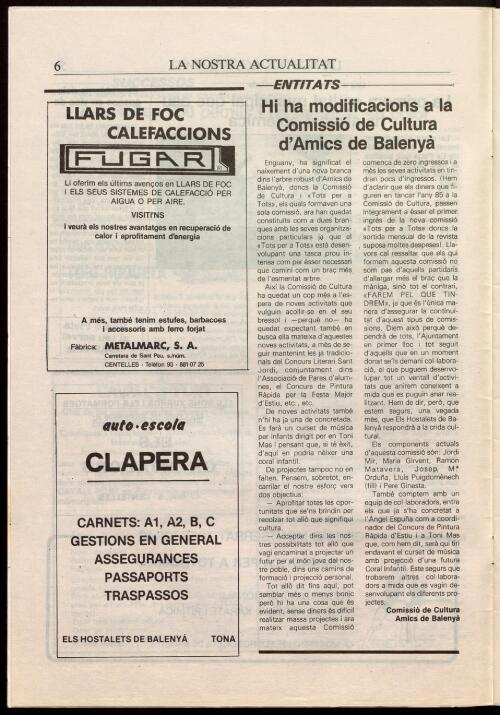 6
LA NOSTRA ACTUALITAT
LLARS DE FOC
CALEFACCIONS
FUGAR
Li oferim els últims avenços en LLARS DE FOC
i ELS SEUS SISTEMES DE CALEFACCIÓ PER
AIGUA O PER AIRE.
VISITI'NS
i veurà els nostres avantatges en recuperació de
calor i aprofitament d'energia
A més, també tenim estufes, barbacoes
i accessoris amb ferro forjat
Fàbrica: METALMARC, S. A.
Carretera de Sant Pau, s.núm.
CENTELLES - Telèfon 93 - 881 07 25
auto-escola
CLAPERA
CARNETS: A1, A2, B, C
GESTIONS EN GENERAL
ASSEGURANCES
PASSAPORTS
TRASPASSOS
ELS HOSTALETS DE BALENYÀ TONA
ENTITATS
Hi ha modificacions a la
Comissió de Cultura
d'Amics de Balenyà
Enguany, ha significat el
naixement d'una nova branca
dins l'arbre robust d'Amics de
Balenyà, doncs la Comissió
de Cultura i «Tots per a
Tots», els quals formaven una
sola comissió, ara han quedat
constituïts com a dues bran-
ques amb les seves organitza-
cions particulars ja que al
«Tots per a Tots» està desen-
volupant una tasca prou in-
tensa com per ésser necessari
que camini com un braç més
de l'esmentat arbre.
Així la Comissió de Cultura
ha quedat un cop més a l'es-
pera de noves activitats que
vulguin acollir-se en el seu
bressol i —perquè no— ha
quedat expectant també en
busca ella mateixa d'aquestes
noves activitats, a més de se-
guir mantenint les ja tradicio-
nals del Concurs Literari Sant
Jordi, conjuntament dins
l'Associació de Pares d'alum-
nes, el Concurs de Pintura
Ràpida per la Festa Major
d'Estiu, etc., etc.
De noves activitats també
n'hi ha ja una de concretada.
Es farà un curset de música
per infants dirigit per en Toni
Mas i pensant que, si té èxit,
d'aquí en podria néixer una
coral infantil.
De projectes tampoc no en
falten. Pensem, sobretot, en-
carrilar el nostre esforç vers
dos objectius:
— Aprofitar totes les opor-
tunitats que se'ns brindin per
recolzar tot allò que signifiqui
cultura.
— Acceptar dins les nos-
tres possibilitats tot allò que
vagi encaminat a projectar un
futur per al món jove del nos-
tre poble, dins uns camins de
formació i projecció personal.
Tot allò dit fins aquí, pot
semblar més o menys bonic
però hi ha una cosa que és
evident, sense diners és difícil
realitzar massa projectes i ara
mateix aquesta Comissió
comença de zero ingressos i a
més les seves activitats en tin-
dran pocs d'ingressos. (Hem
d'aclarir que els diners que fi-
guren en tancar l'any 85 a la
Comissió de Cultura, passen
íntegrament a ésser el primer
ingrés de la nova comissió
«Tots per a Tots» doncs la
sortida mensual de la revista
suposa moltes despeses). Lla-
vors cal ressaltar que els qui
formem aquesta comissió no
som pas d'aquells partidaris
d'allargar més el braç que la
màniga, sinó tot el contrari,
«FAREM PEL QUE TIN-
DREM», ja que és l'única ma-
nera d'assegurar la continuï-
tat d'aquest tipus de comis-
sions. Diem això perquè de-
pendrà de tots, l'Ajuntament
en primer lloc i tot seguit
d'aquells que en un moment
donat se'ls demani col·labora-
ció, el que puguem desenvo-
lupar tot un ventall d'activi-
tats que anirem coneixent a
mida que es puguin anar rea-
litzant. Hem de dir, però, que
estem segurs, una vegada
més, que Els Hostalets de Ba-
lenyà respondrà a la crida cul-
tural.
Els components actuals
d'aquesta comissió són: Jordi
Mir, Maria Girvent, Ramon
Matavera, Josep, Mª
Orduña, Lluís Puigdomènech
(fill) i Pere Ginesta.
També comptem amb un
equip de col·laboradors, entre
els que ja s'ha concretat a
l'Àngel España com a coordi-
nador del Concurs de Pintura
Ràpida d'Estiu i a Toni Mas
que, com hem dit, serà qui tiri
endavant el curset de música
amb projecció d'una futura
Coral Infantil. Esté segurs que
trobarem altres col·labora-
dors a mida que es vagin de-
senvolupant els diferents pro-
jectes.
Comissió de Cultura
Amics de Balenyà